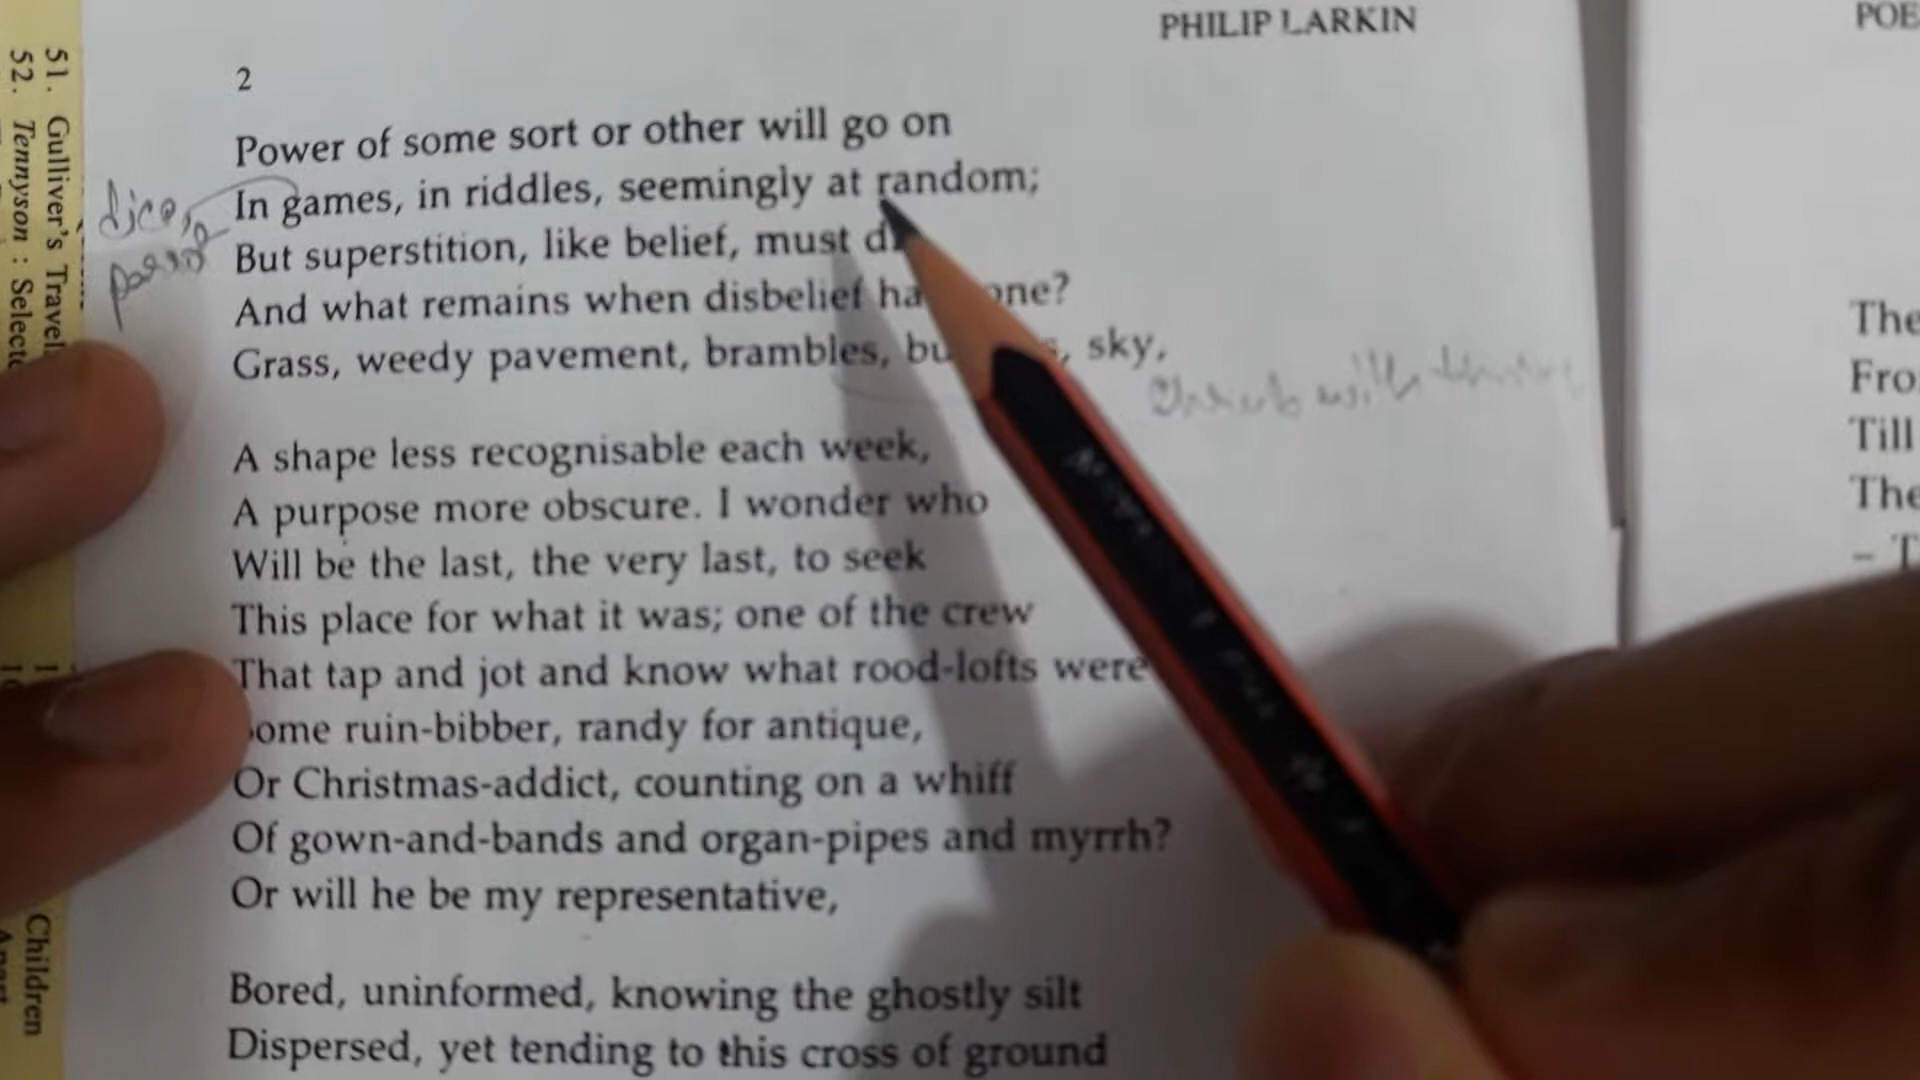 PHILIP LARKIN
2
Power of some sort or other will go on
In games, in riddles, seemingly at random;
But superstition, like belief, must
And what remains when disbelief
Grass, weedy pavement, brambles, sky,
A shape less recognisable each week,
A purpose more obscure. I wonder who
Will be the last, the very last, to seek
This place for what it was; one of the crew
That tap and jot and know what rood-lofts were
ome ruin-bibber, randy for antique,
Or Christmas-addict, counting on a whiff
Of gown-and-bands and organ-pipes and myrrh?
Or will he be my representative,
Bored, uninformed, knowing the ghostly silt
Dispersed, yet tending to this cross of ground
51. Gulliver's Travel
52. Tennyson : Selecte
Children
dice,
POE
The
Fro
Till
The
– T